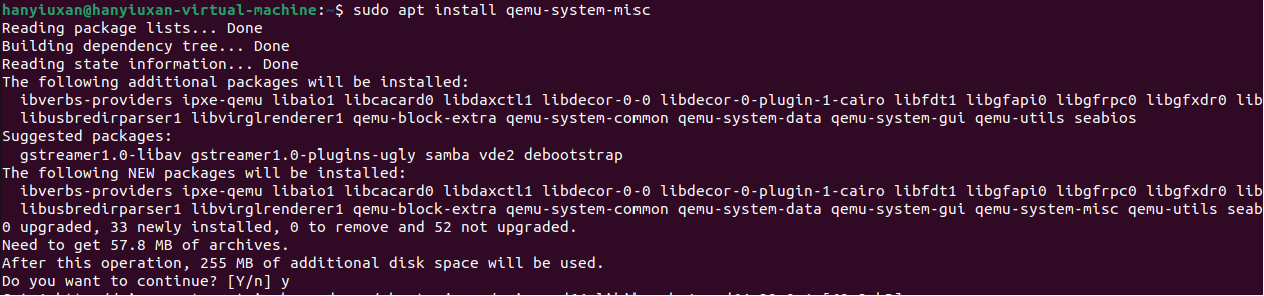 hanyiuxan@hanyiuxan-virtual-machine:~$ sudo apt install qemu-system-misc
Reading package lists... Done
Building dependency tree... Done
Reading state information... Done
The following additional packages will be installed:
  ibverbs-providers ipxe-qemu libaio1 libcacard0 libdaxctl1 libdecor-0-0 libdecor-0-plugin-1-cairo libfdt1 libgfapi0 libgfrpc0 libgfxdr0 lib
  libusbredirparser1 libvirglrenderer1 qemu-block-extra qemu-system-common qemu-system-data qemu-system-gui qemu-utils seabios
Suggested packages:
  gstreamer1.0-libav gstreamer1.0-plugins-ugly samba vde2 debootstrap
The following NEW packages will be installed:
  ibverbs-providers ipxe-qemu libaio1 libcacard0 libdaxctl1 libdecor-0-0 libdecor-0-plugin-1-cairo libfdt1 libgfapi0 libgfrpc0 libgfxdr0 lib
  libusbredirparser1 libvirglrenderer1 qemu-block-extra qemu-system-common qemu-system-data qemu-system-gui qemu-system-misc qemu-utils seab
0 upgraded, 33 newly installed, 0 to remove and 52 not upgraded.
Need to get 57.8 MB of archives.
After this operation, 255 MB of additional disk space will be used.
Do you want to continue? [Y/n] y